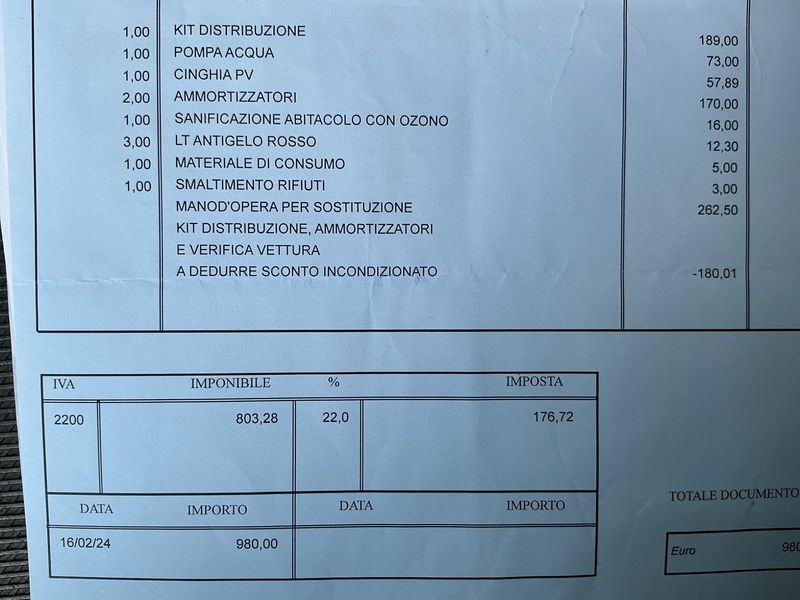 1,00 KIT DISTRIBUZIONE 189,00
1,00 POMPA ACQUA 73,00
1,00 CINGHIA PV 57,89
2,00 AMMORTIZZATORI 170,00
1,00 SANIFICAZIONE ABITACOLO CON OZONO 16,00
3,00 LT ANTIGELO ROSSO 12,30
1,00 MATERIALE DI CONSUMO 5,00
1,00 SMALTIMENTO RIFIUTI 3,00
MANOD'OPERA PER SOSTITUZIONE 262,50
KIT DISTRIBUZIONE, AMMORTIZZATORI
E VERIFICA VETTURA
A DEDURRE SCONTO INCONDIZIONATO -180,01
IVA IMPONIBILE % IMPOSTA
2200 803,28 22,0 176,72
DATA IMPORTO DATA IMPORTO
16/02/24 980,00
TOTALE DOCUMENTO
Euro 980